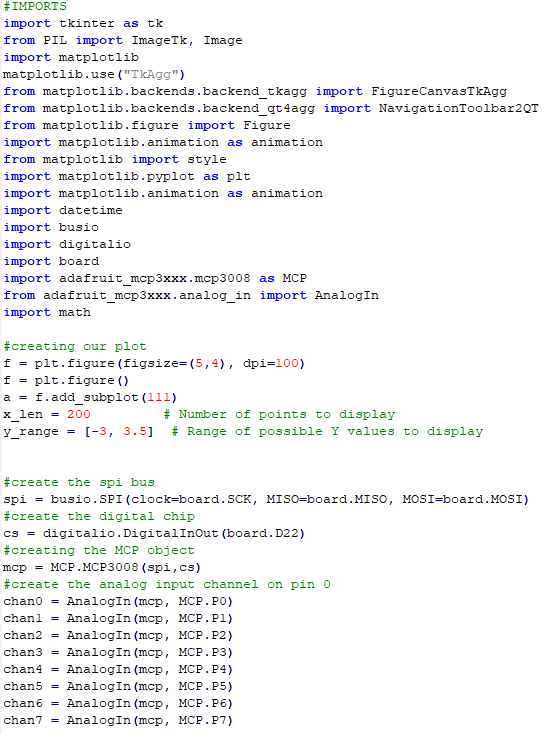 #IMPORTS
import tkinter as tk
from PIL import ImageTk, Image
import matplotlib
matplotlib.use("TkAgg")
from matplotlib.backends.backend_tkagg import FigureCanvasTkAgg
from matplotlib.backends.backend_qt4agg import NavigationToolbar2QT
from matplotlib.figure import Figure
import matplotlib.animation as animation
from matplotlib import style
import matplotlib.pyplot as plt
import matplotlib.animation as animation
import datetime
import busio
import digitalio
import board
import adafruit_mcp3xxx.mcp3008 as MCP
from adafruit_mcp3xxx.analog_in import AnalogIn
import math
#creating our plot
f = plt.figure(figsize=(5,4), dpi=100)
f = plt.figure()
a = f.add_subplot(111)
x_len = 200         # Number of points to display
y_range = [-3, 3.5]  # Range of possible Y values to display
#create the spi bus
spi = busio.SPI(clock=board.SCK, MISO=board.MISO, MOSI=board.MOSI)
#create the digital chip
cs = digitalio.DigitalInOut(board.D22)
#creating the MCP object
mcp = MCP.MCP3008(spi,cs)
#create the analog input channel on pin 0
chan0 = AnalogIn(mcp, MCP.P0)
chan1 = AnalogIn(mcp, MCP.P1)
chan2 = AnalogIn(mcp, MCP.P2)
chan3 = AnalogIn(mcp, MCP.P3)
chan4 = AnalogIn(mcp, MCP.P4)
chan5 = AnalogIn(mcp, MCP.P5)
chan6 = AnalogIn(mcp, MCP.P6)
chan7 = AnalogIn(mcp, MCP.P7)